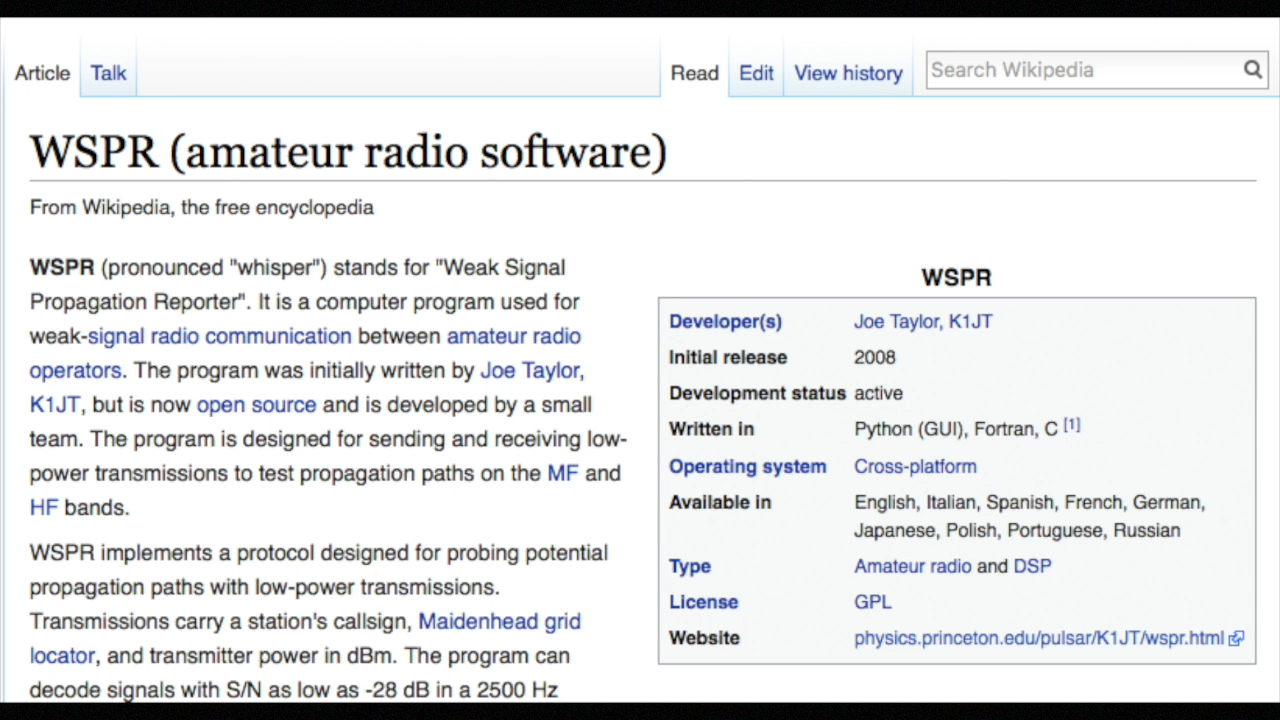 Article Talk Read Edit View history Search Wikipedia
WSPR (amateur radio software)
From Wikipedia, the free encyclopedia
WSPR (pronounced "whisper") stands for "Weak Signal
Propagation Reporter". It is a computer program used for
weak-signal radio communication between amateur radio
operators. The program was initially written by Joe Taylor,
K1JT, but is now open source and is developed by a small
team. The program is designed for sending and receiving low-
power transmissions to test propagation paths on the MF and
HF bands.
WSPR implements a protocol designed for probing potential
propagation paths with low-power transmissions.
Transmissions carry a station's callsign, Maidenhead grid
locator, and transmitter power in dBm. The program can
decode signals with S/N as low as -28 dB in a 2500 Hz
WSPR
Developer(s) Joe Taylor, K1JT
Initial release 2008
Development status active
Written in Python (GUI), Fortran, C [1]
Operating system Cross-platform
Available in English, Italian, Spanish, French, German,
Japanese, Polish, Portuguese, Russian
Type Amateur radio and DSP
License GPL
Website physics.princeton.edu/pulsar/K1JT/wspr.html